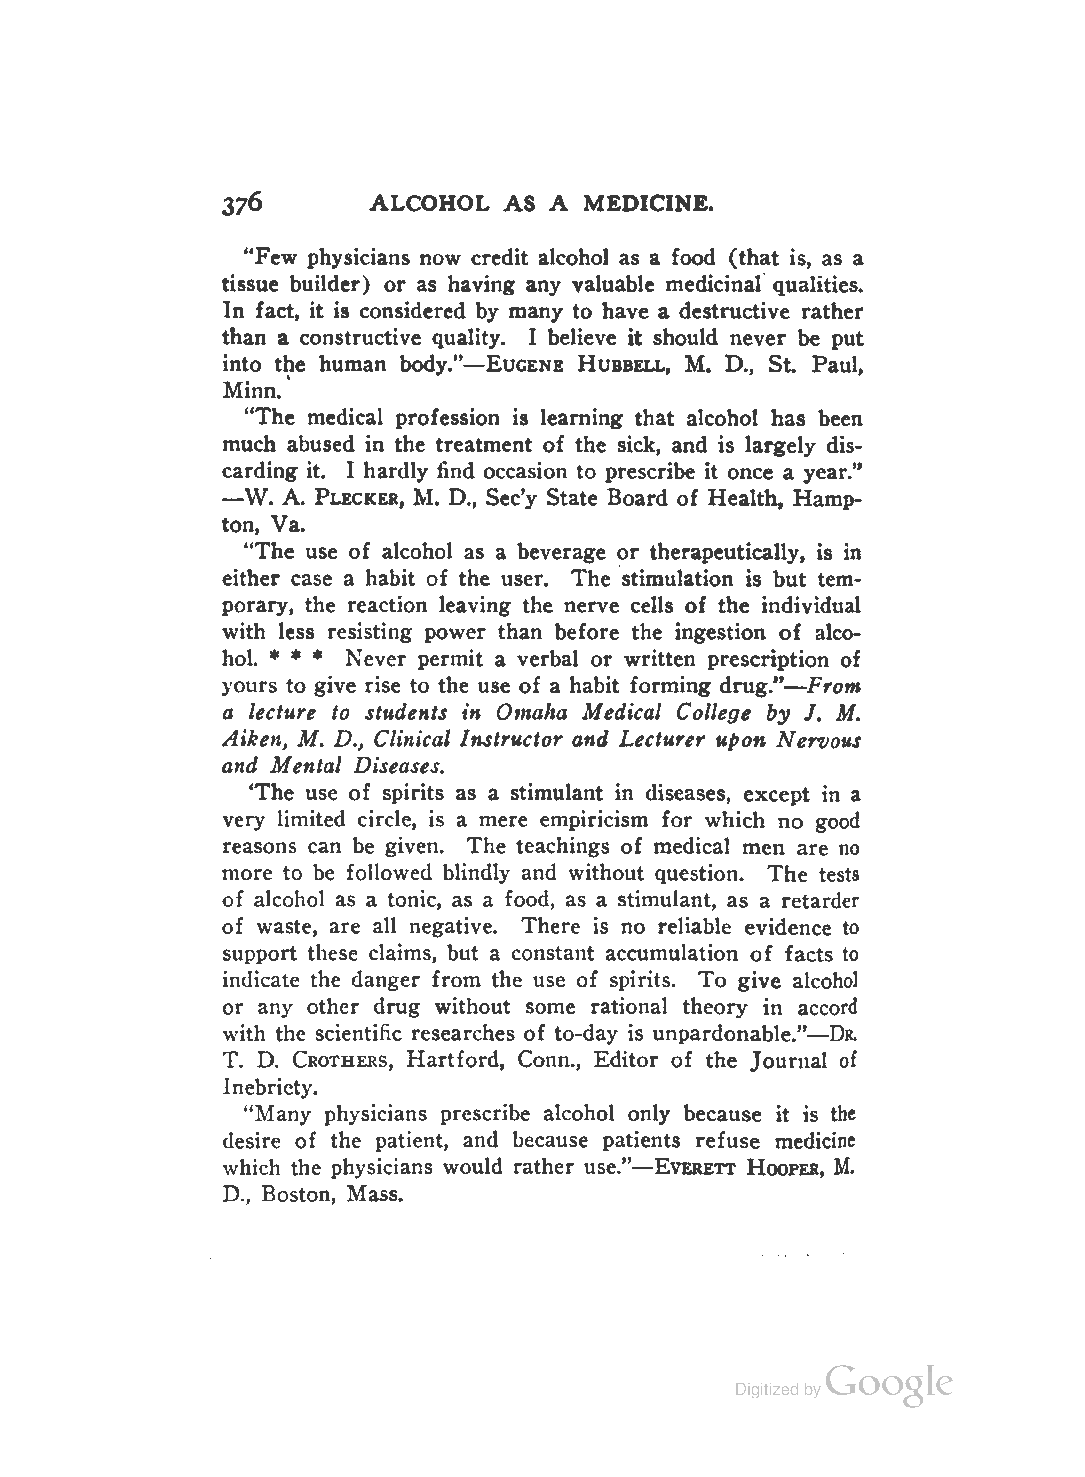 376 ALCOHOL AS A MEDICINE.
“Few physicians now credit alcohol as a food (that is, as a
tissue builder) or as having any valuable medicinal qualities.
In fact, it is considered by many to have a destructive rather
than a constructive quality. I believe it should never be put
into the human body.”—EUGENE HUBBELL, M. D., St. Paul,
Minn.
“The medical profession is learning that alcohol has been
much abused in the treatment of the sick, and is largely dis-
carding it. I hardly find occasion to prescribe it once a year.”
—W. A. PLECKER, M. D., Sec’y State Board of Health, Hamp-
ton, Va.
“The use of alcohol as a beverage or therapeutically, is in
either case a habit of the user. The stimulation is but tem-
porary, the reaction leaving the nerve cells of the individual
with less resisting power than before the ingestion of alco-
hol. * * * Never permit a verbal or written prescription of
yours to give rise to the use of a habit forming drug.”—From
a lecture to students in Omaha Medical College by J. M.
Aiken, M. D., Clinical Instructor and Lecturer upon Nervous
and Mental Diseases.
‘The use of spirits as a stimulant in diseases, except in a
very limited circle, is a mere empiricism for which no good
reasons can be given. The teachings of medical men are no
more to be followed blindly and without question. The tests
of alcohol as a tonic, as a food, as a stimulant, as a retarder
of waste, are all negative. There is no reliable evidence to
support these claims, but a constant accumulation of facts to
indicate the danger from the use of spirits. To give alcohol
or any other drug without some rational theory in accord
with the scientific researches of to-day is unpardonable.”—DR.
T. D. CROTHERS, Hartford, Conn., Editor of the Journal of
Inebriety.
“Many physicians prescribe alcohol only because it is the
desire of the patient, and because patients refuse medicine
which the physicians would rather use.”—EVERETT HOOPER, M.
D., Boston, Mass.
Digitized by Google